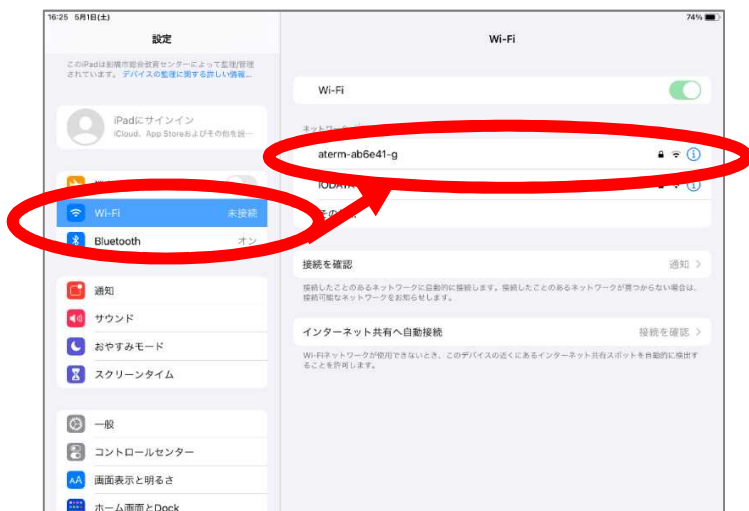 16:25 5月1日(土)
74%
設定
このiPadは船橋市総合教育センターによって監理/管理
されています。デバイスの監理に関する詳しい情報...
iPadにサインイン
iCloud、App Storeおよびその他を設…
Wi-Fi
未接続
Bluetooth
オン
通知
サウンド
おやすみモード
スクリーンタイム
一般
コントロールセンター
AA
画面表示と明るさ
ホーム画面とDock
Wi-Fi
Wi-Fi
aterm-ab6e41-g
接続を確認
通知 >
接続したことのあるネットワークに自動的に接続します。接続したことのあるネットワークが見つからない場合は、
接続可能なネットワークをお知らせします。
インターネット共有へ自動接続
接続を確認 >
Wi-Fiネットワークが使用できないとき、このデバイスの近くにあるインターネット共有スポットを自動的に検出す
ることを許可します。